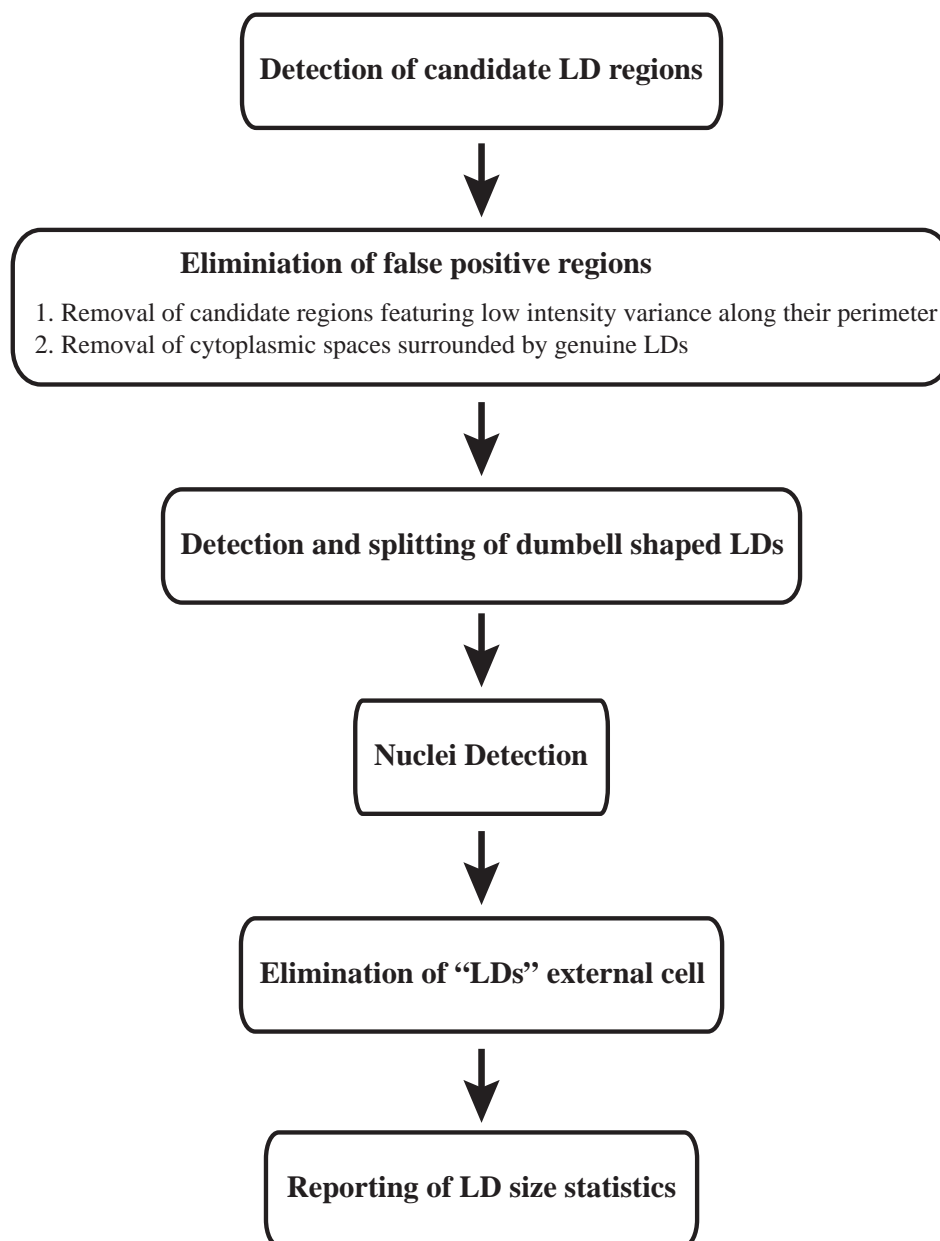 Detection of candidate LD regions
Eliminiation of false positive regions
1. Removal of candidate regions featuring low intensity variance along their perimeter
2. Removal of cytoplasmic spaces surrounded by genuine LDs
Detection and splitting of dumbell shaped LDs
Nuclei Detection
Elimination of “LDs” external cell
Reporting of LD size statistics